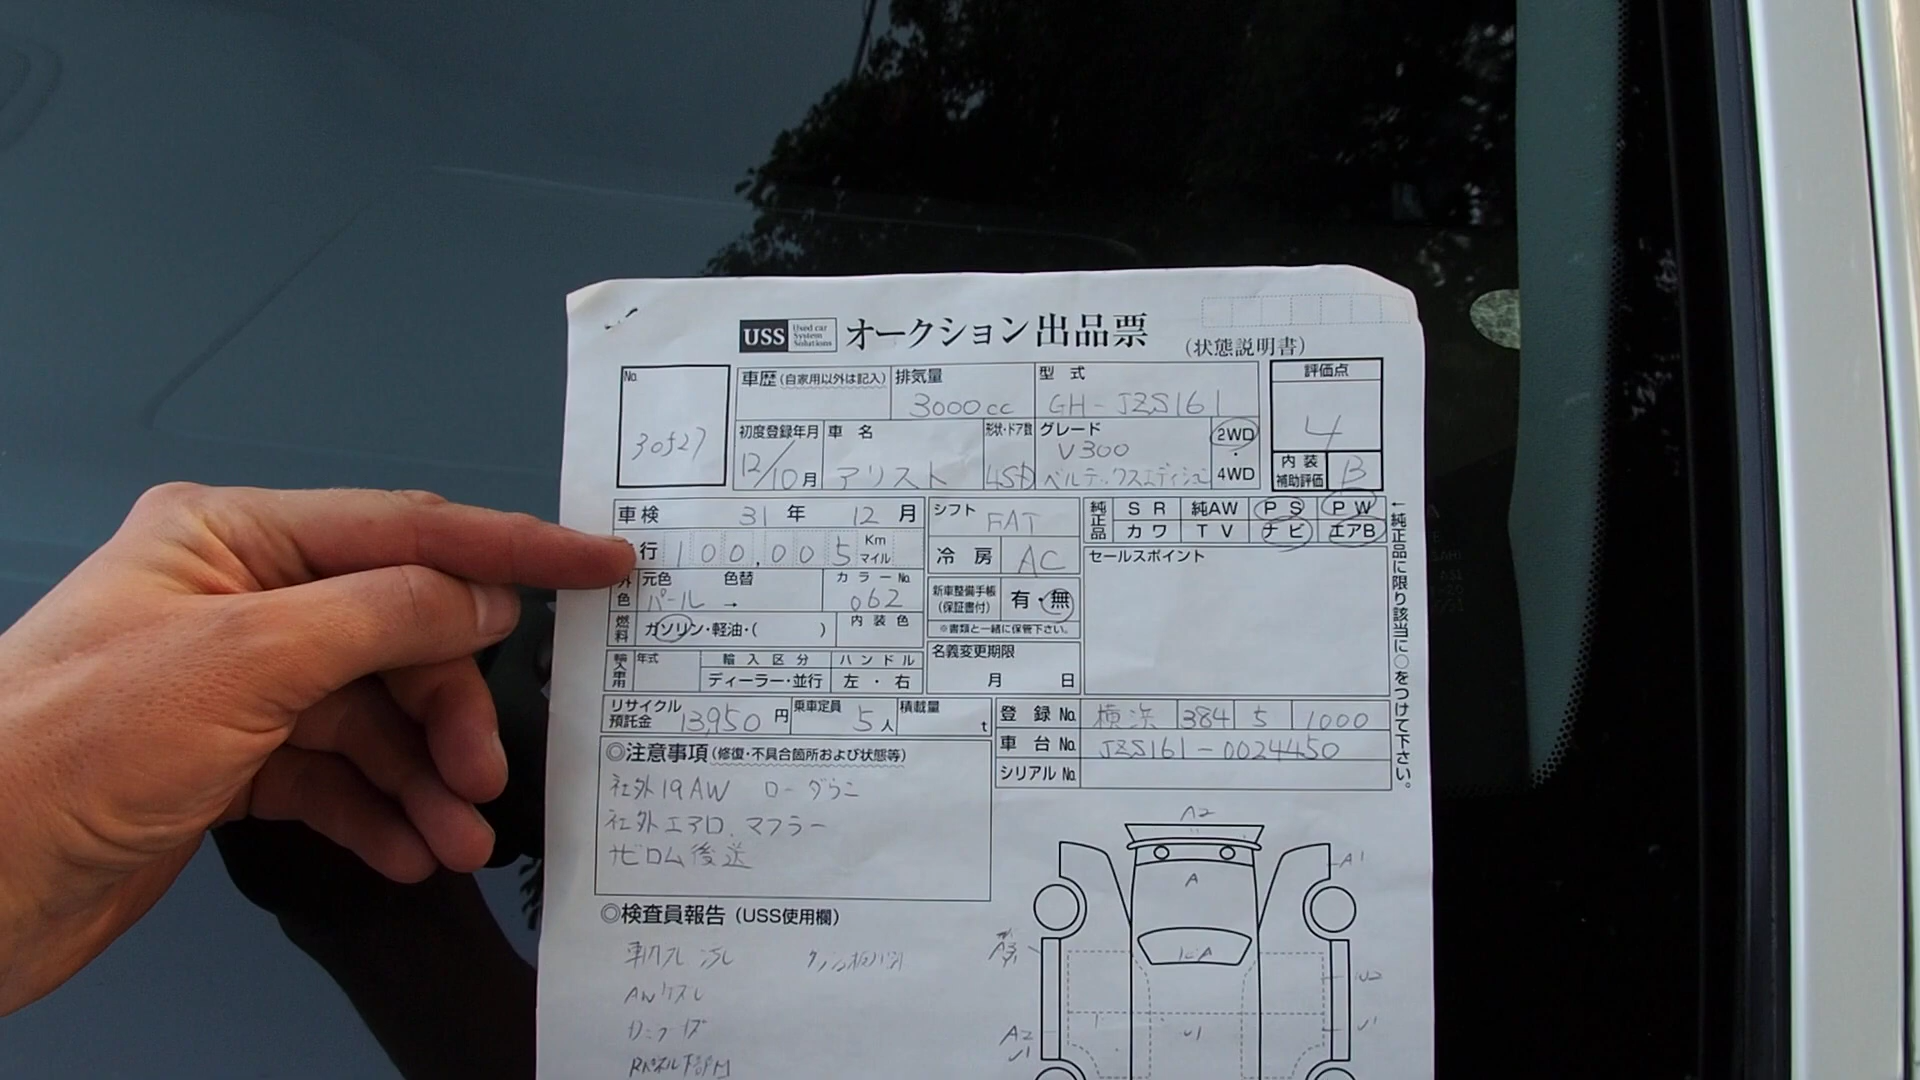 USS Used car System Solutions オークション出品票 (状態説明書)
No. 30527
車歴 (自家用以外は記入) 排気量 3000cc 型式 GH-JZS161 評価点 4
初度登録年月 12/10月 車名 アリスト 形状・ドア数 4SD グレード V300 ベルテックスエディション 2WD・4WD
内装補助評価 B
車検 31年 12月 シフト FAT 純正品 SR 純AW PS PW
カワ TV ナビ エアB
行 100,005 Km マイル 冷房 AC セールスポイント
外色 元色 パール → 色替 カラーNo. 062 新車整備手帳 (保証書付) 有・無
※書類と一緒に保管下さい。
燃料 ガソリン・軽油・( ) 内装色
輸入車用 年式 輸入区分 ディーラー・並行 ハンドル 左・右 名義変更期限 月 日
←純正品に限り該当に○をつけて下さい。
リサイクル預託金 13,950円 乗車定員 5人 積載量 t
登録No. 横浜 384 5 1000
車台No. JZS161-0024450
シリアルNo.
◎注意事項 (修復・不具合箇所および状態等)
社外19AW ローダウン
社外エアロ、マフラー
ナビロム後送
◎検査員報告 (USS使用欄)
AWキズ
A2
A1
A
A2
U1
U2
U1
U1